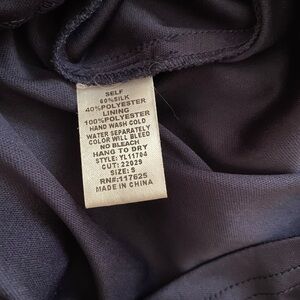 SELF
60%SILK
40%POLYESTER
LINING
100%POLYESTER
HAND WASH COLD
WATER SEPARATELY
COLOR WILL BLEED
NO BLEACH
HANG TO DRY
STYLE: YL11704
CUT: 22025
SIZE: S
RN#:117625
MADE IN CHINA